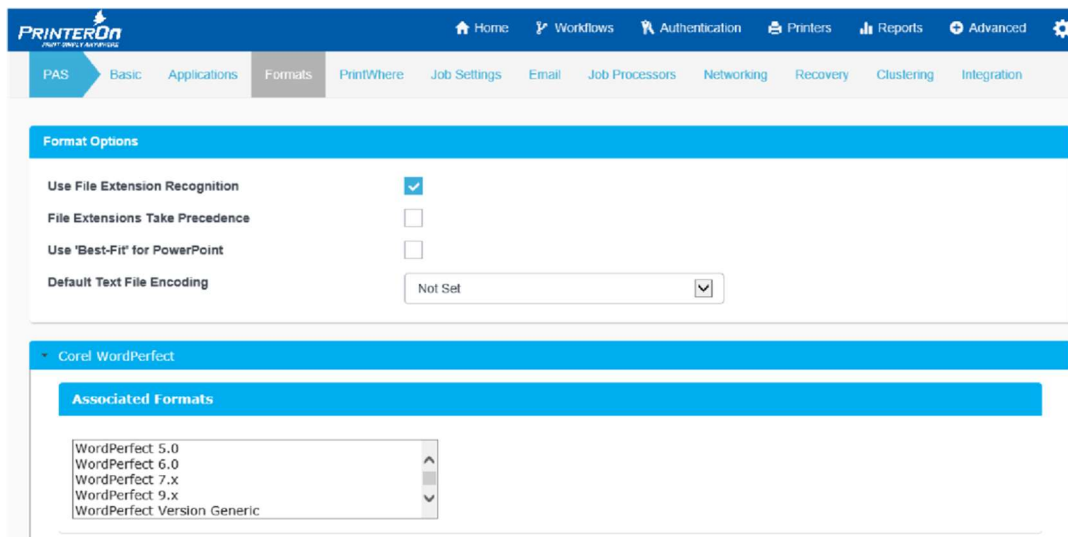 PRINTERON
PRINT SIMPLY ANYWHERE
Home Workflows Authentication Printers Reports Advanced
PAS Basic Applications Formats PrintWhere Job Settings Email Job Processors Networking Recovery Clustering Integration
Format Options
Use File Extension Recognition
File Extensions Take Precedence
Use 'Best-Fit' for PowerPoint
Default Text File Encoding Not Set
Corel WordPerfect
Associated Formats
WordPerfect 5.0
WordPerfect 6.0
WordPerfect 7.x
WordPerfect 9.x
WordPerfect Version Generic